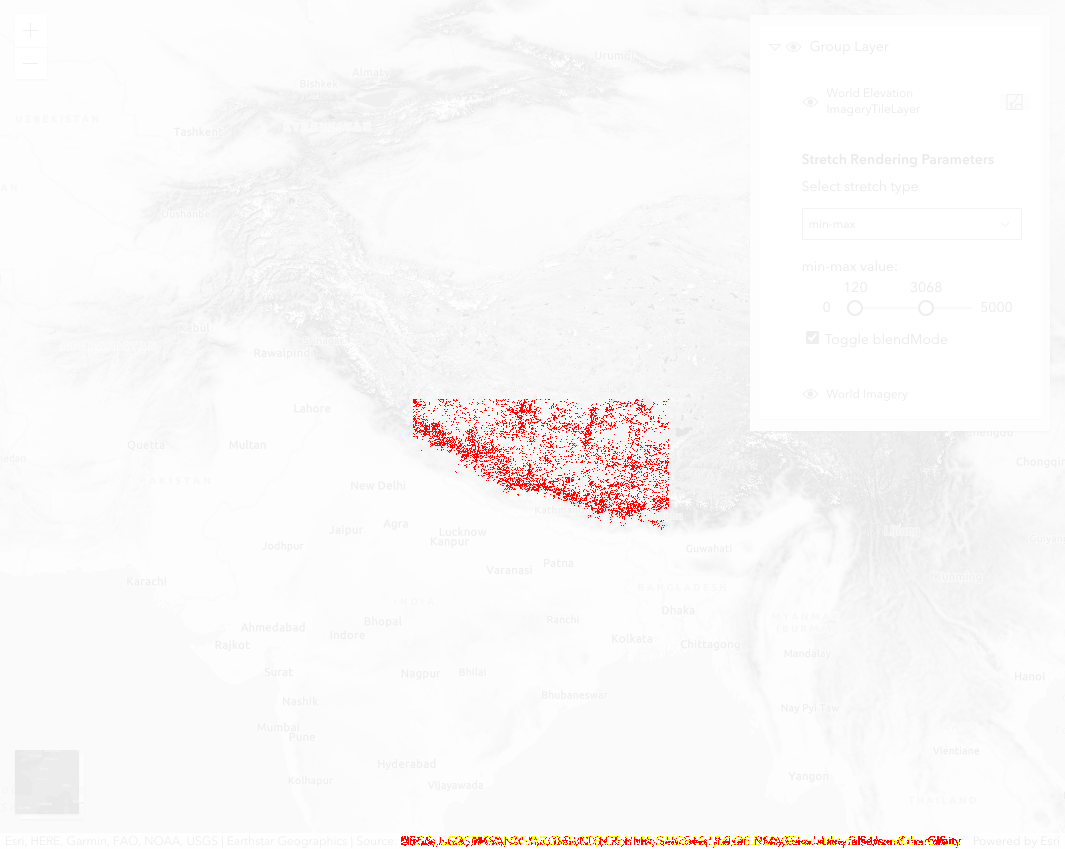 +
Group Layer
Urumqi
Almat
Bishkek
World Elevation
ImageryTileLayer
UZBEKISTAN
Tashkent
Stretch Rendering Parameters
AH
Select stretch type
Dushanbe
min-max
min-max value:
120 3068
0 5000
Kabul
Toggle blendMode
Rawalpindi
World Imagery
Lahore
Quetta
Multan
Chongqi
PAKISTAN
New Delhi
Agra
Jaipur
Lucknow
Kanpur
Jodhpur
Guwahati
Patna
Varanasi
Karachi
BANGLADESH
INDIA
Dhaka
Bhopal
Ranchi
Ahmedabad
Indore
Kolkata
Chittagong
Rajkot
Mandalay
Surat
Nagpur
Bhilai
Hanoi
Bhubaneswar
Nashik
Nay Pyi Taw
Mumbai
Pune
Vientiane
Hyderabad
Yangon
Kolhapur
Vijayawada
THAILAND
Esri, HERE, Garmin, FAO, NOAA, USGS | Earthstar Geographics | Source
Powered by Esri